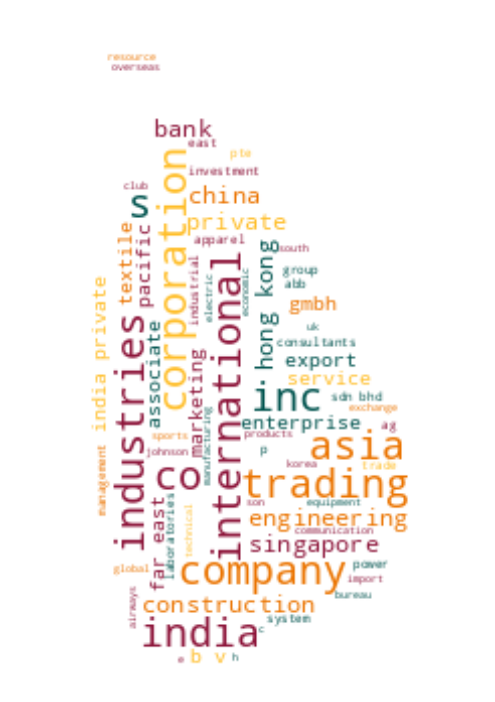 resource
overseas
bank
east
pte
investment
club
s
china
corporation
private
textile
pacific
apparel
south
hong kong
industrial
international
economic
electric
group
abb
gmbh
india private
industries
associate
uk
consultants
marketing
export
service
inc
sdn bhd
exchange
manufacturing
enterprise
ag
sports
products
asia
johnson
p
korea
trade
management
co
trading
far east
laboratories
son
equipment
technical
engineering
communication
singapore
global
company
power
import
airways
construction
bureau
system
india
c
e
b v
h